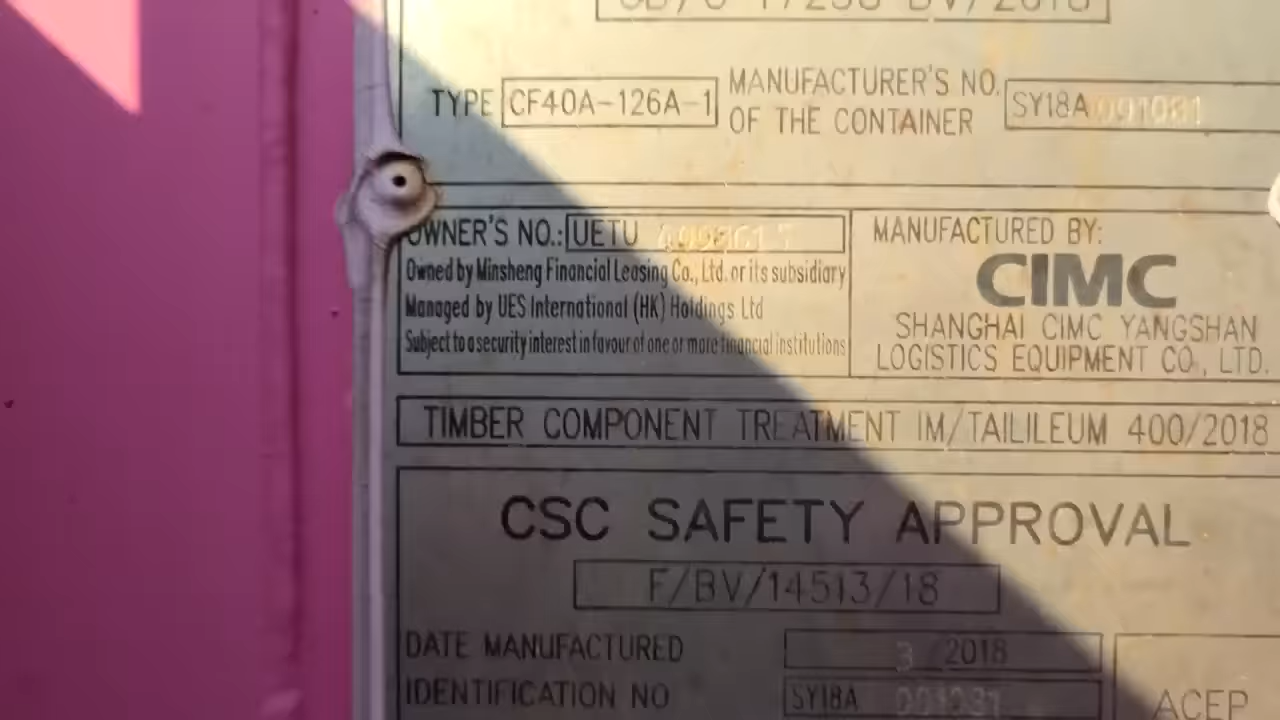 TYPE CF40A-126A-1 MANUFACTURER'S NO. OF THE CONTAINER SY18A
OWNER'S NO.: UETU
Owned by Minsheng Financial Leasing Co., Ltd. or its subsidiary
Managed by UES International (HK) Holdings Ltd
Subject to a security interest in favour of one or more financial institutions
MANUFACTURED BY:
CIMC
SHANGHAI CIMC YANGSHAN
LOGISTICS EQUIPMENT CO., LTD.
TIMBER COMPONENT TREATMENT IM/TAILILEUM 400/2018
CSC SAFETY APPROVAL
F/BV/14513/18
DATE MANUFACTURED 3 / 2018
IDENTIFICATION NO SY18A
ACEP